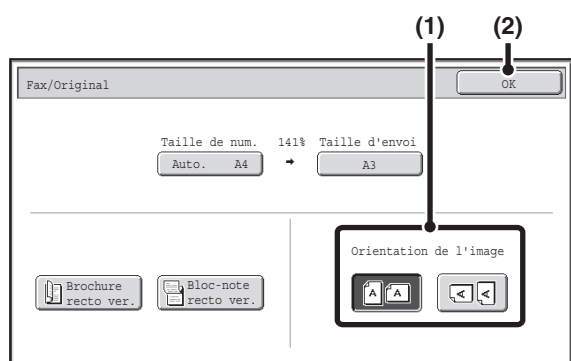 (1) (2)
Fax/Original OK
Taille de num. 141% Taille d'envoi
Auto. A4 → A3
Orientation de l'image
Brochure
recto ver.
Bloc-note
recto ver.
A A A A